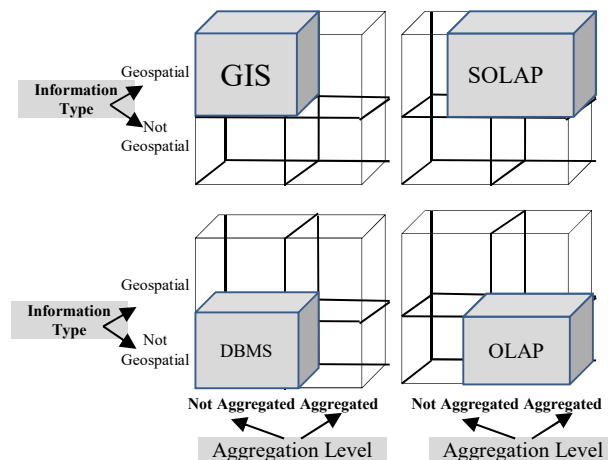 Geospatial
GIS
SOLAP
Information
Type
Not
Geospatial
Geospatial
Information
Type
Not
Geospatial
DBMS
OLAP
Not Aggregated Aggregated
Not Aggregated Aggregated
Aggregation Level
Aggregation Level